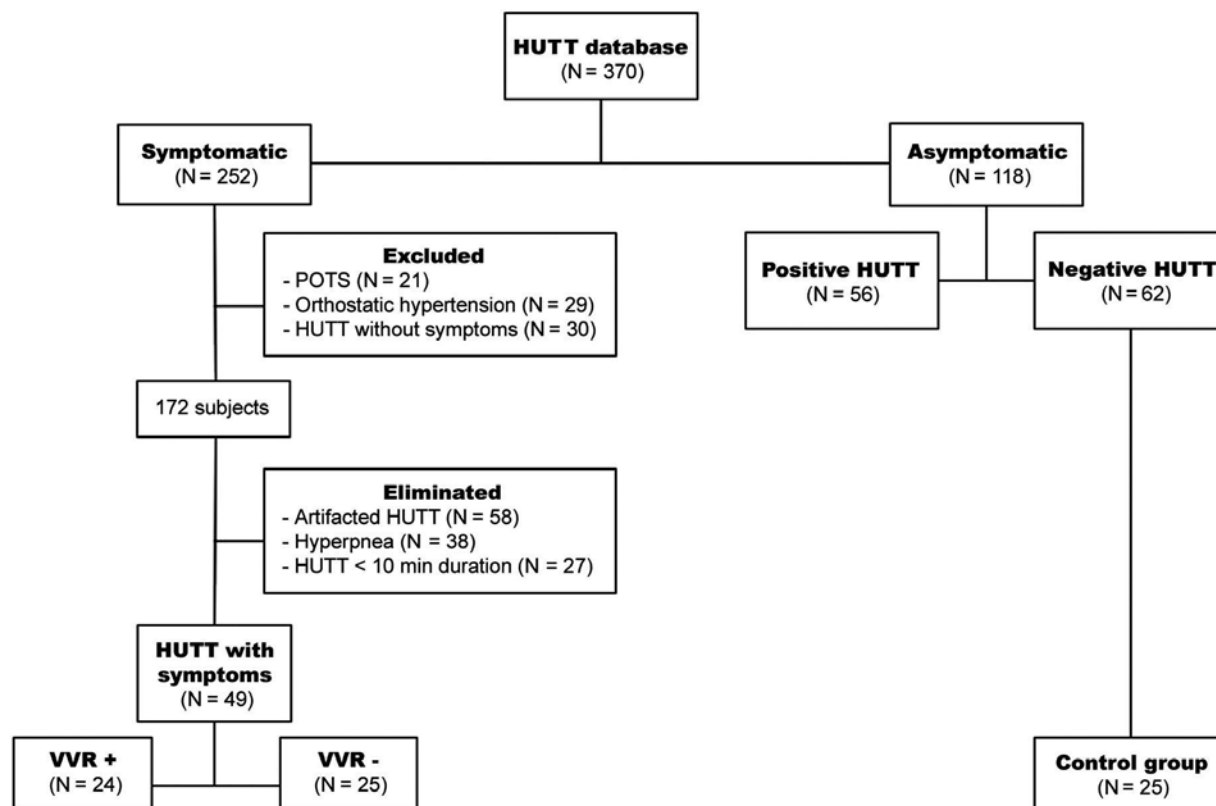 HUTT database
(N = 370)
Symptomatic
(N = 252)
Asymptomatic
(N = 118)
Excluded
- POTS (N = 21)
- Orthostatic hypertension (N = 29)
- HUTT without symptoms (N = 30)
Positive HUTT
(N = 56)
Negative HUTT
(N = 62)
172 subjects
Eliminated
- Artifacted HUTT (N = 58)
- Hyperpnea (N = 38)
- HUTT < 10 min duration (N = 27)
HUTT with
symptoms
(N = 49)
VVR +
(N = 24)
VVR -
(N = 25)
Control group
(N = 25)